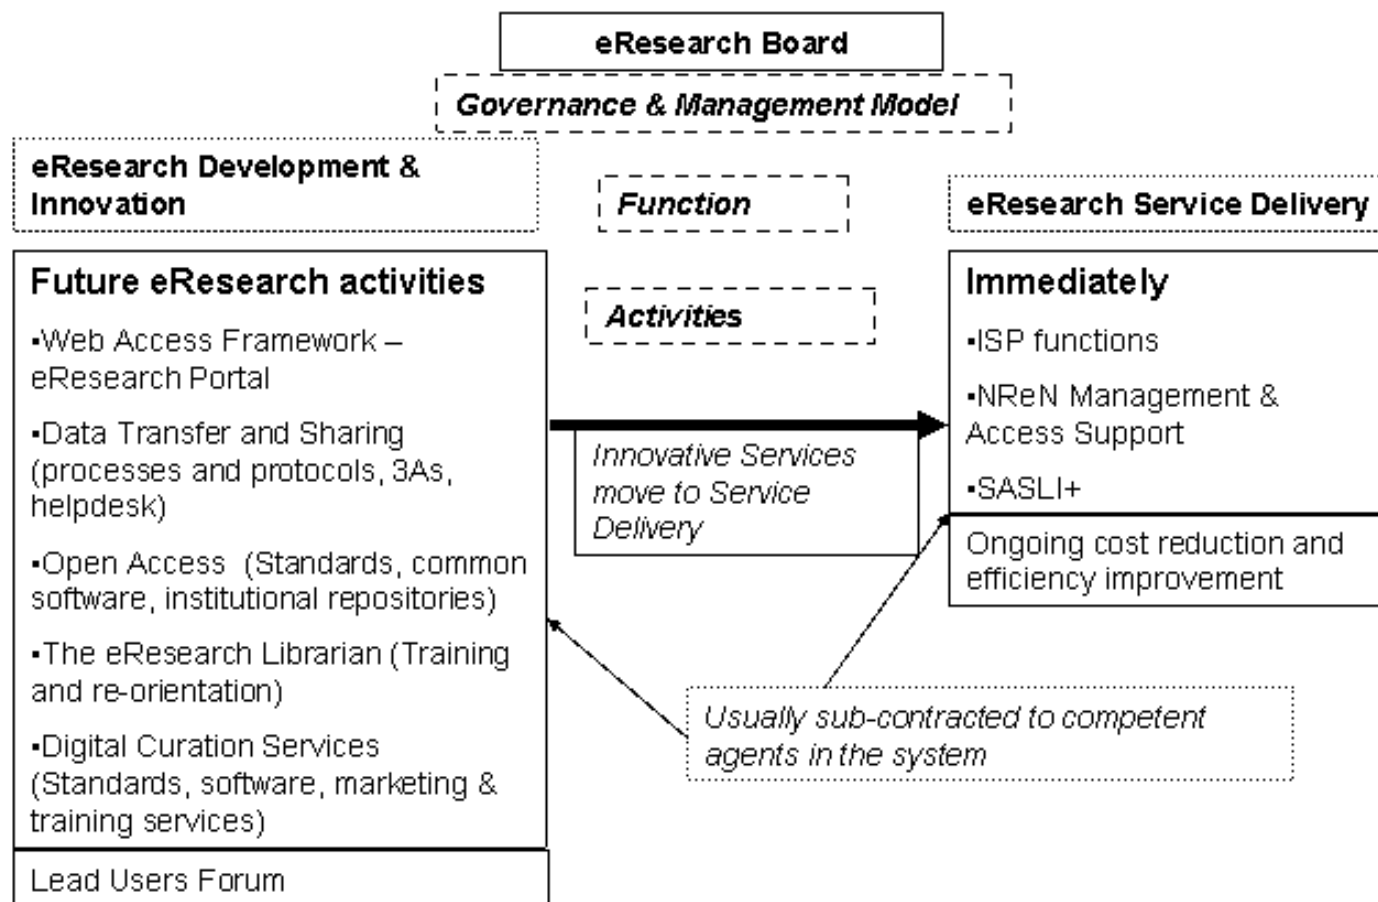 eResearch Board
Governance & Management Model
eResearch Development &
Innovation
Function
eResearch Service Delivery
Future eResearch activities
▪Web Access Framework –
eResearch Portal
▪Data Transfer and Sharing
(processes and protocols, 3As,
helpdesk)
▪Open Access  (Standards, common
software, institutional repositories)
▪The eResearch Librarian (Training
and re-orientation)
▪Digital Curation Services
(Standards, software, marketing &
training services)
Lead Users Forum
Activities
Innovative Services
move to Service
Delivery
Immediately
▪ISP functions
▪NReN Management &
Access Support
▪SASLI+
Ongoing cost reduction and
efficiency improvement
Usually sub-contracted to competent
agents in the system